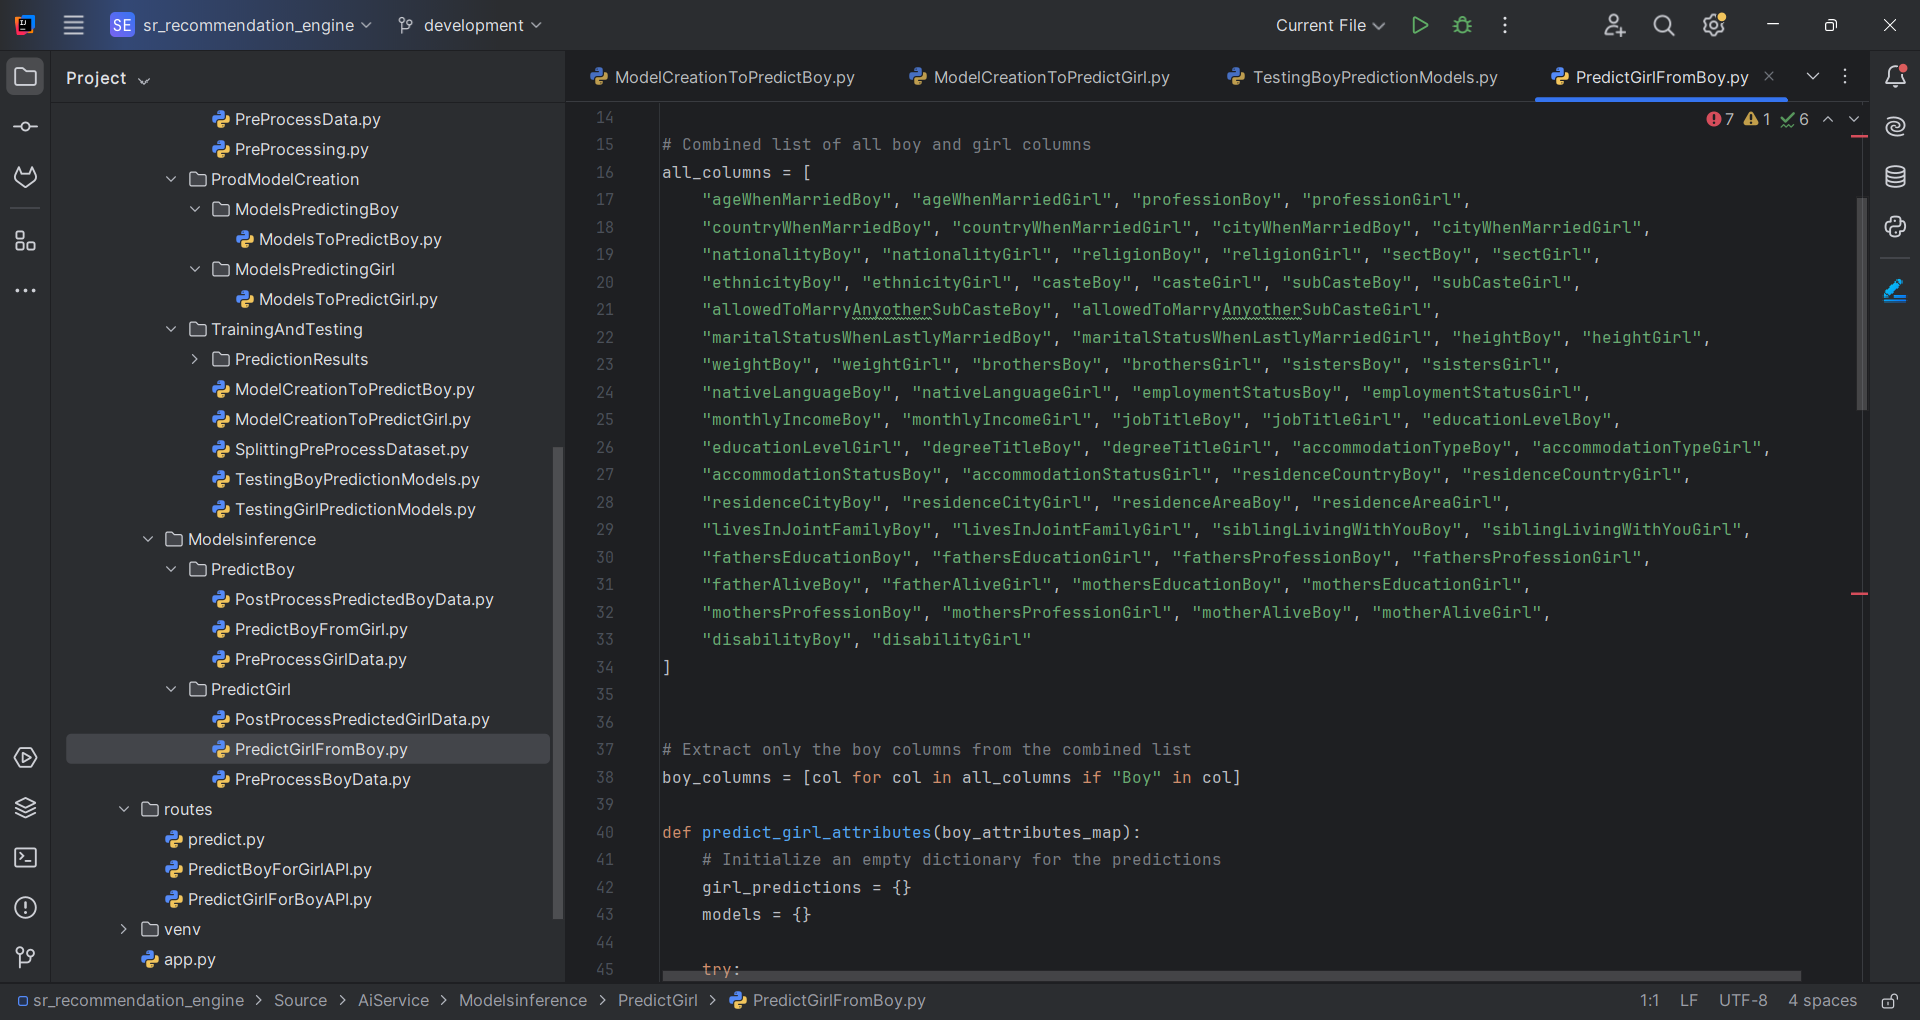 SE sr_recommendation_engine development Current File
Project
PreProcessData.py
PreProcessing.py
ProdModelCreation
ModelsPredictingBoy
ModelsToPredictBoy.py
ModelsPredictingGirl
ModelsToPredictGirl.py
TrainingAndTesting
PredictionResults
ModelCreationToPredictBoy.py
ModelCreationToPredictGirl.py
SplittingPreProcessDataset.py
TestingBoyPredictionModels.py
TestingGirlPredictionModels.py
Modelsinference
PredictBoy
PostProcessPredictedBoyData.py
PredictBoyFromGirl.py
PreProcessGirlData.py
PredictGirl
PostProcessPredictedGirlData.py
PredictGirlFromBoy.py
PreProcessBoyData.py
routes
predict.py
PredictBoyForGirlAPI.py
PredictGirlForBoyAPI.py
venv
app.py
ModelCreationToPredictBoy.py ModelCreationToPredictGirl.py TestingBoyPredictionModels.py PredictGirlFromBoy.py
7 1 6
14
15 # Combined list of all boy and girl columns
16 all_columns = [
17 "ageWhenMarriedBoy", "ageWhenMarriedGirl", "professionBoy", "professionGirl",
18 "countryWhenMarriedBoy", "countryWhenMarriedGirl", "cityWhenMarriedBoy", "cityWhenMarriedGirl",
19 "nationalityBoy", "nationalityGirl", "religionBoy", "religionGirl", "sectBoy", "sectGirl",
20 "ethnicityBoy", "ethnicityGirl", "casteBoy", "casteGirl", "subCasteBoy", "subCasteGirl",
21 "allowedToMarryAnyotherSubCasteBoy", "allowedToMarryAnyotherSubCasteGirl",
22 "maritalStatusWhenLastlyMarriedBoy", "maritalStatusWhenLastlyMarriedGirl", "heightBoy", "heightGirl",
23 "weightBoy", "weightGirl", "brothersBoy", "brothersGirl", "sistersBoy", "sistersGirl",
24 "nativeLanguageBoy", "nativeLanguageGirl", "employmentStatusBoy", "employmentStatusGirl",
25 "monthlyIncomeBoy", "monthlyIncomeGirl", "jobTitleBoy", "jobTitleGirl", "educationLevelBoy",
26 "educationLevelGirl", "degreeTitleBoy", "degreeTitleGirl", "accommodationTypeBoy", "accommodationTypeGirl",
27 "accommodationStatusBoy", "accommodationStatusGirl", "residenceCountryBoy", "residenceCountryGirl",
28 "residenceCityBoy", "residenceCityGirl", "residenceAreaBoy", "residenceAreaGirl",
29 "livesInJointFamilyBoy", "livesInJointFamilyGirl", "siblingLivingWithYouBoy", "siblingLivingWithYouGirl",
30 "fathersEducationBoy", "fathersEducationGirl", "fathersProfessionBoy", "fathersProfessionGirl",
31 "fatherAliveBoy", "fatherAliveGirl", "mothersEducationBoy", "mothersEducationGirl",
32 "mothersProfessionBoy", "mothersProfessionGirl", "motherAliveBoy", "motherAliveGirl",
33 "disabilityBoy", "disabilityGirl"
34 ]
35
36
37 # Extract only the boy columns from the combined list
38 boy_columns = [col for col in all_columns if "Boy" in col]
39
40 def predict_girl_attributes(boy_attributes_map):
41 # Initialize an empty dictionary for the predictions
42 girl_predictions = {}
43 models = {}
44
45 try:
sr_recommendation_engine > Source > AiService > Modelsinference > PredictGirl > PredictGirlFromBoy.py 1:1 LF UTF-8 4 spaces